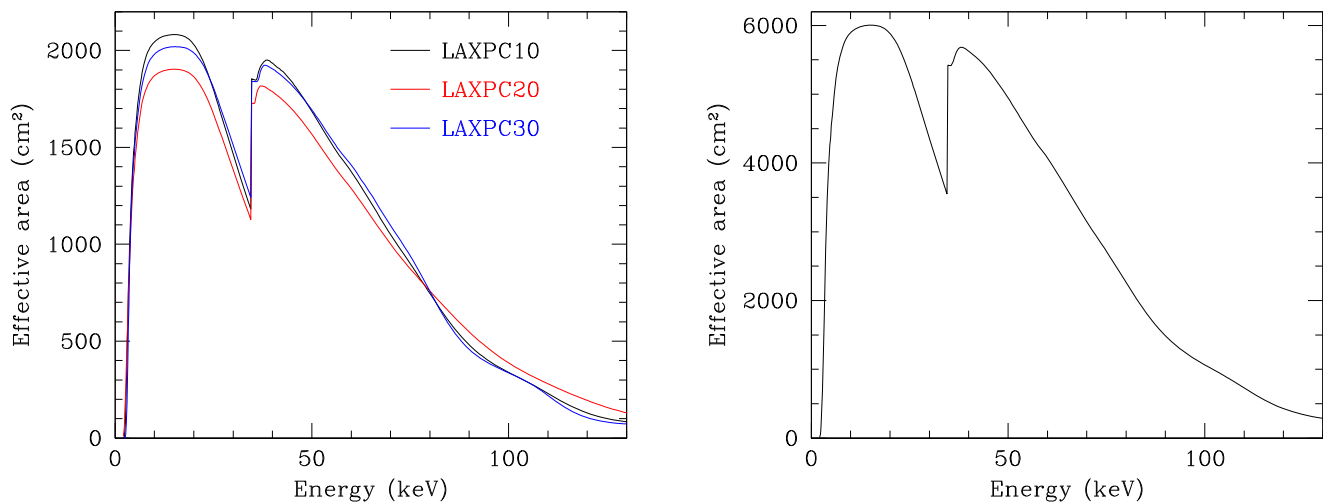 Effective area (cm²)
2000
1500
1000
500
0
LAXPC10
LAXPC20
LAXPC30
0
50
100
Energy (keV)
Effective area (cm²)
6000
4000
2000
0
0
50
100
Energy (keV)